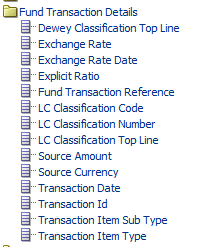 Fund Transaction Details
Dewey Classification Top Line
Exchange Rate
Exchange Rate Date
Explicit Ratio
Fund Transaction Reference
LC Classification Code
LC Classification Number
LC Classification Top Line
Source Amount
Source Currency
Transaction Date
Transaction Id
Transaction Item Sub Type
Transaction Item Type